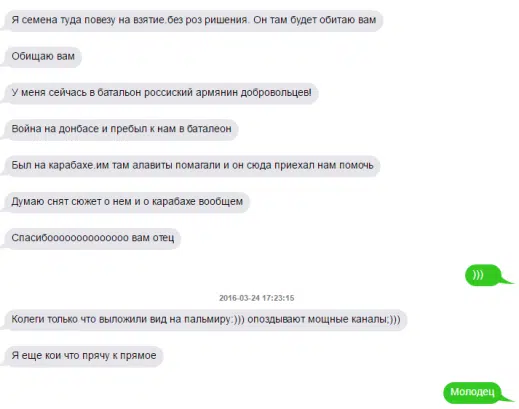 Я семена туда повезу на взятие.без роз ришения. Он там будет обитаю вам
Обищаю вам
У меня сейчась в батальон россиский армянин добровольцев!
Война на донбасе и пребыл к нам в баталеон
Был на карабахе.им там алавиты помагали и он сюда приехал нам помочь
Думаю снят сюжет о нем и о карабахе вообщем
Спасибоооооооооооооо вам отец
)))
2016-03-24 17:23:15
Колеги только что выложили вид на пальмиру:))) опоздывают мощные каналы;)))
Я еще кои что прячу к прямое
Молодец